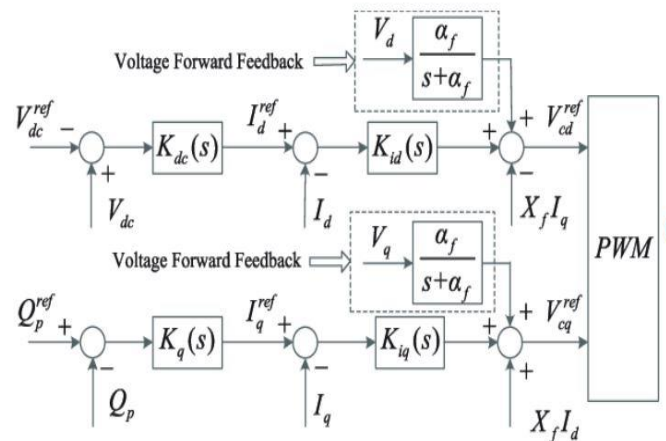 Voltage Forward Feedback
V_d
α_f
s+α_f
V_dc^ref
−
+
V_dc
K_dc(s)
I_d^ref
+
−
I_d
K_id(s)
+
+
−
V_cd^ref
X_f I_q
Voltage Forward Feedback
V_q
α_f
s+α_f
Q_p^ref
+
−
Q_p
K_q(s)
I_q^ref
+
−
I_q
K_iq(s)
+
+
+
V_cq^ref
X_f I_d
PWM